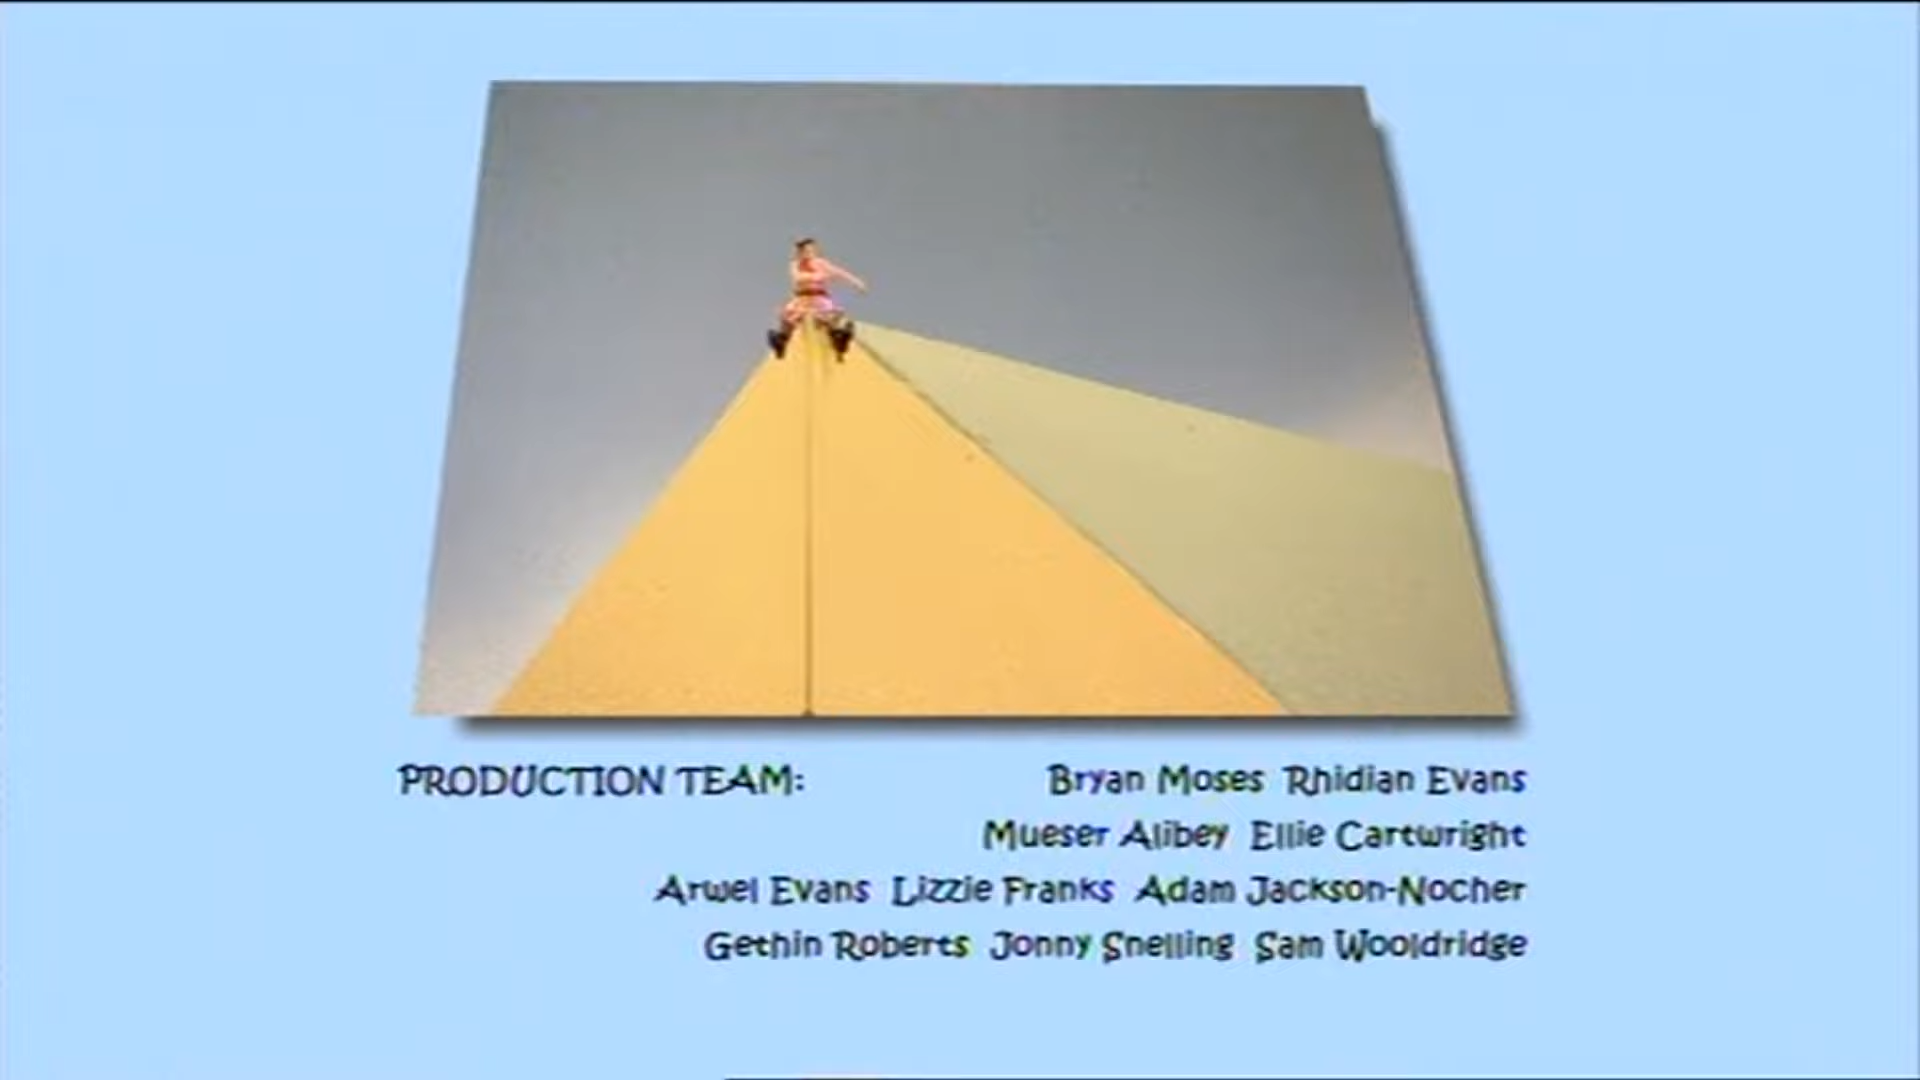 PRODUCTION TEAM: Bryan Moses Rhidian Evans
Mueser Alibey Ellie Cartwright
Arwel Evans Lizzie Franks Adam Jackson-Nocher
Gethin Roberts Jonny Snelling Sam Wooldridge